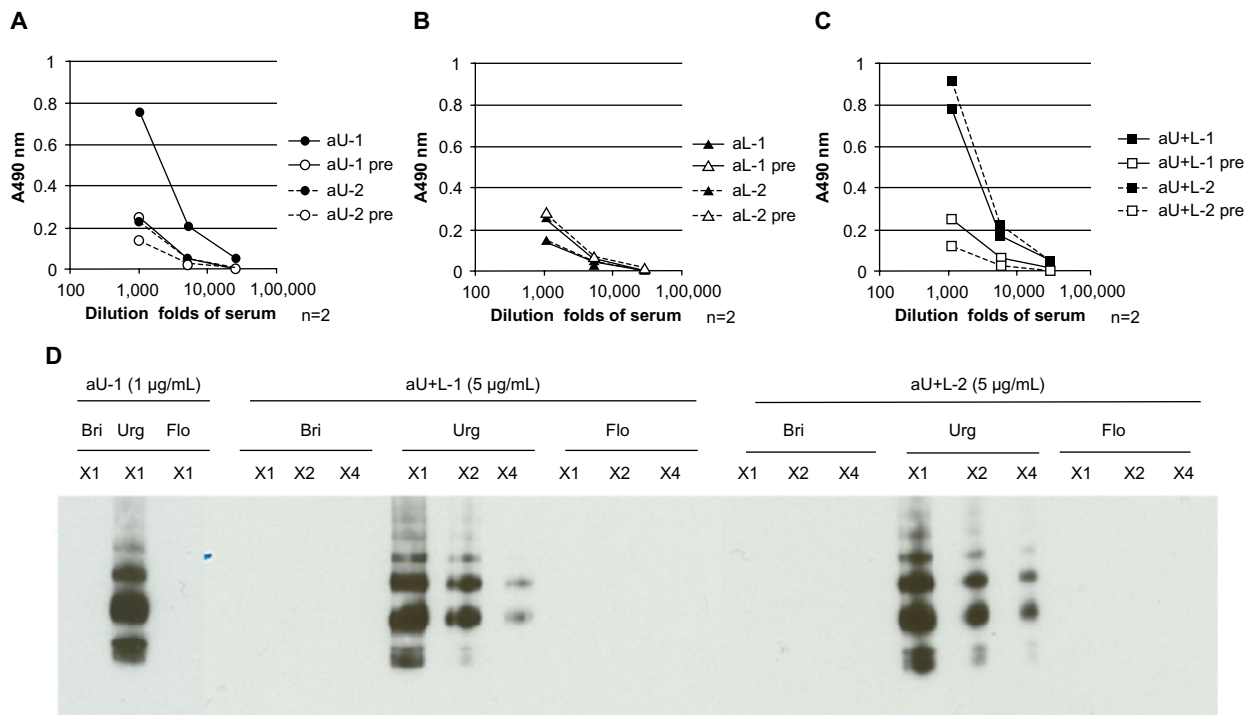 A
A490 nm
1
0.8
0.6
0.4
0.2
0
100 1,000 10,000 1,00,000
Dilution folds of serum
n=2
aU-1
aU-1 pre
aU-2
aU-2 pre
B
A490 nm
1
0.8
0.6
0.4
0.2
0
100 1,000 10,000 1,00,000
Dilution folds of serum
n=2
aL-1
aL-1 pre
aL-2
aL-2 pre
C
A490 nm
1
0.8
0.6
0.4
0.2
0
100 1,000 10,000 1,00,000
Dilution folds of serum
n=2
aU+L-1
aU+L-1 pre
aU+L-2
aU+L-2 pre
D
aU-1 (1 µg/mL) aU+L-1 (5 µg/mL) aU+L-2 (5 µg/mL)
Bri Urg Flo Bri Urg Flo Bri Urg Flo
X1 X1 X1 X1 X2 X4 X1 X2 X4 X1 X2 X4 X1 X2 X4 X1 X2 X4 X1 X2 X4